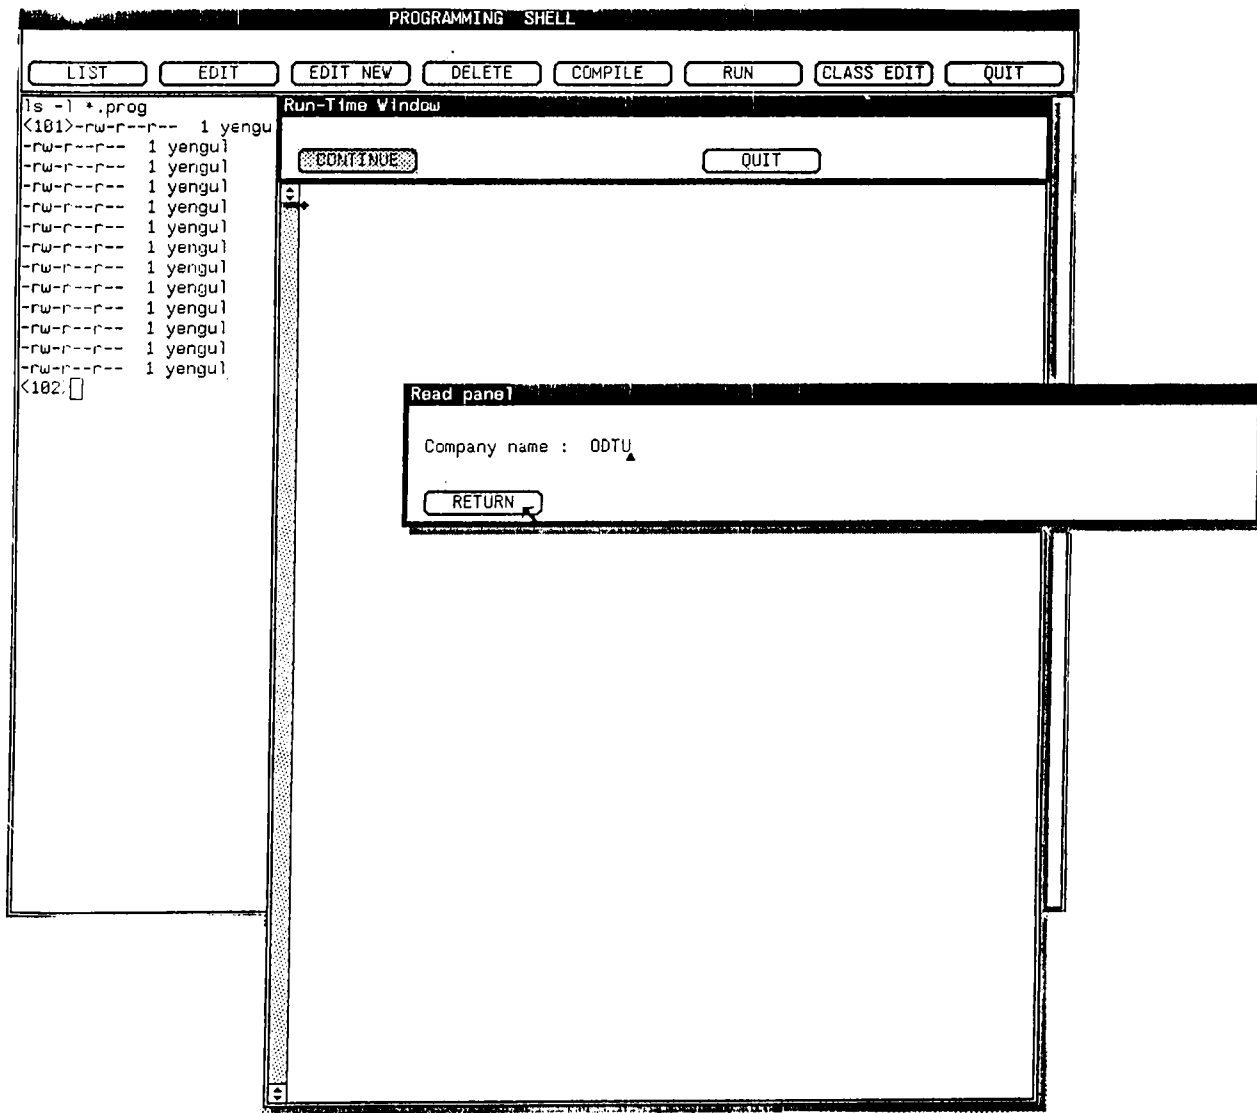 PROGRAMMING SHELL
LIST EDIT EDIT NEW DELETE COMPILE RUN CLASS EDIT QUIT
ls -l *.prog
<101>-rw-r--r-- 1 yengu
-rw-r--r-- 1 yengul
-rw-r--r-- 1 yengul
-rw-r--r-- 1 yengul
-rw-r--r-- 1 yengul
-rw-r--r-- 1 yengul
-rw-r--r-- 1 yengul
-rw-r--r-- 1 yengul
-rw-r--r-- 1 yengul
-rw-r--r-- 1 yengul
-rw-r--r-- 1 yengul
-rw-r--r-- 1 yengul
-rw-r--r-- 1 yengul
<102>
Run-Time Window
CONTINUE QUIT
Read panel
Company name : ODTU
RETURN